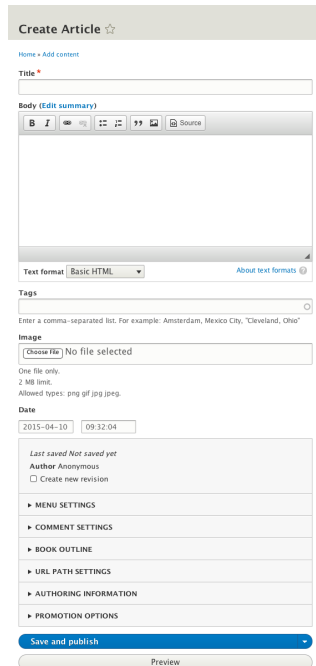 Create Article
Home » Add content
Title *
Body (Edit summary)
B I Source
Text format Basic HTML About text formats
Tags
Enter a comma-separated list. For example: Amsterdam, Mexico City, "Cleveland, Ohio"
Image
Choose File No file selected
One file only.
2 MB limit.
Allowed types: png gif jpg jpeg.
Date
2015-04-10 09:32:04
Last saved Not saved yet
Author Anonymous
Create new revision
MENU SETTINGS
COMMENT SETTINGS
BOOK OUTLINE
URL PATH SETTINGS
AUTHORING INFORMATION
PROMOTION OPTIONS
Save and publish
Preview